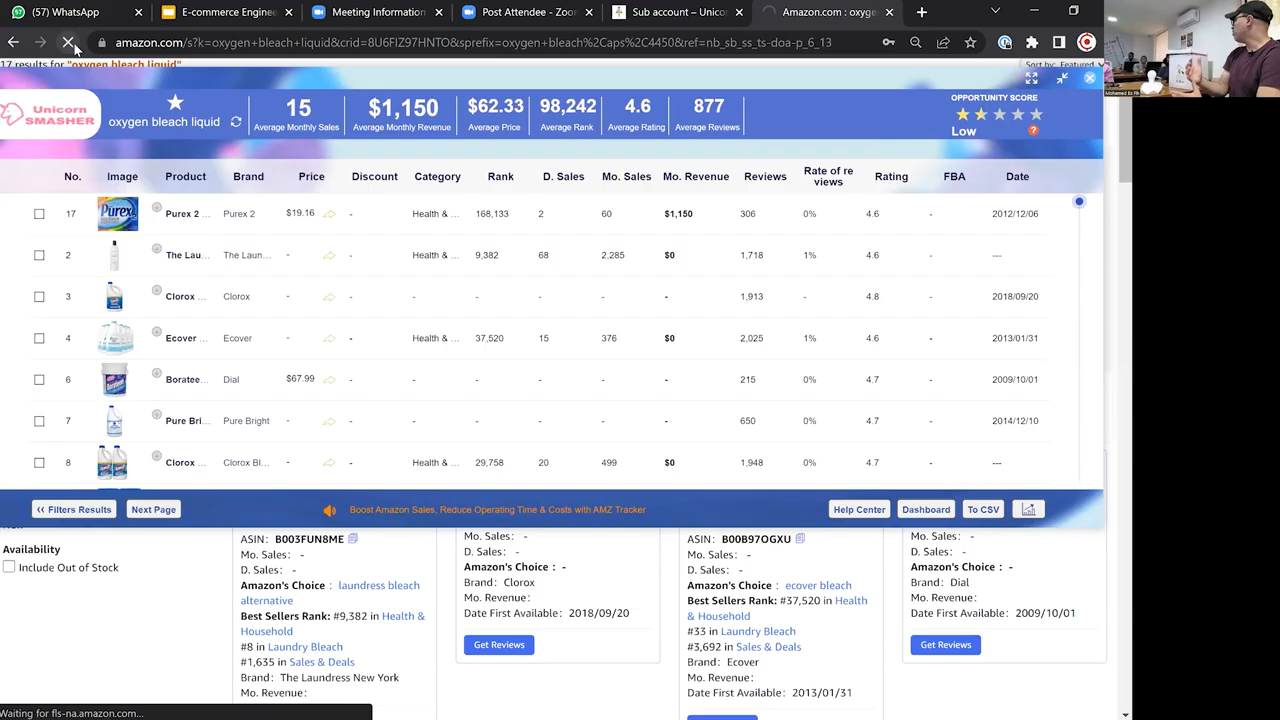 (57) WhatsApp
E-commerce Engine
Meeting Information
Post Attendee - Zoom
Sub account – Unive
Amazon.com : oxyge
amazon.com/s?k=oxygen+bleach+liquid&crid=8U6FIZ97HNTO&sprefix=oxygen+bleach%2Caps%2C4450&ref=nb_sb_ss_ts-doa-p_6_13
17 results for "oxygen bleach liquid"
Sort by: Featured
Unicorn
SMASHER
oxygen bleach liquid
15
Average Monthly Sales
$1,150
Average Monthly Revenue
$62.33
Average Price
98,242
Average Rank
4.6
Average Rating
877
Average Reviews
OPPORTUNITY SCORE
Low
?
No. Image Product Brand Price Discount Category Rank D. Sales Mo. Sales Mo. Revenue Reviews Rate of re
views Rating FBA Date
17 Purex 2 ... Purex 2 $19.16 - Health & ... 168,133 2 60 $1,150 306 0% 4.6 - 2012/12/06
2 The Lau... The Laun... - - Health & ... 9,382 68 2,285 $0 1,718 1% 4.6 - ---
3 Clorox ... Clorox - - - - - - - 1,913 - 4.8 - 2018/09/20
4 Ecover ... Ecover - - Health & ... 37,520 15 376 $0 2,025 1% 4.6 - 2013/01/31
6 Boratee... Dial $67.99 - - - - - - 215 0% 4.7 - 2009/10/01
7 Pure Bri... Pure Bright - - - - - - - 650 0% 4.7 - 2014/12/10
8 Clorox ... Clorox Bl... - - Health & ... 29,758 20 499 $0 1,948 0% 4.7 - ---
Filters Results
Next Page
Boost Amazon Sales, Reduce Operating Time & Costs with AMZ Tracker
Help Center
Dashboard
To CSV
Availability
Include Out of Stock
ASIN: B003FUN8ME
Mo. Sales: -
D. Sales: -
Amazon's Choice : laundress bleach
alternative
Best Sellers Rank: #9,382 in Health &
Household
#8 in Laundry Bleach
#1,635 in Sales & Deals
Brand: The Laundress New York
Mo. Revenue:
Mo. Sales: -
D. Sales: -
Amazon's Choice : -
Brand: Clorox
Mo. Revenue:
Date First Available: 2018/09/20
Get Reviews
ASIN: B00B97OGXU
Mo. Sales: -
D. Sales: -
Amazon's Choice : ecover bleach
Best Sellers Rank: #37,520 in Health
& Household
#33 in Laundry Bleach
#3,692 in Sales & Deals
Brand: Ecover
Mo. Revenue:
Date First Available: 2013/01/31
Mo. Sales: -
D. Sales: -
Amazon's Choice : -
Brand: Dial
Mo. Revenue:
Date First Available: 2009/10/01
Get Reviews
Waiting for fls-na.amazon.com...